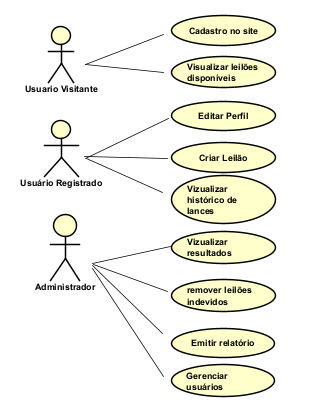 Cadastro no site
Visualizar leilões
disponíveis
Usuario Visitante
Editar Perfil
Criar Leilão
Usuário Registrado
Vizualizar
histórico de
lances
Vizualizar
resultados
Administrador
remover leilões
indevidos
Emitir relatório
Gerenciar
usuários